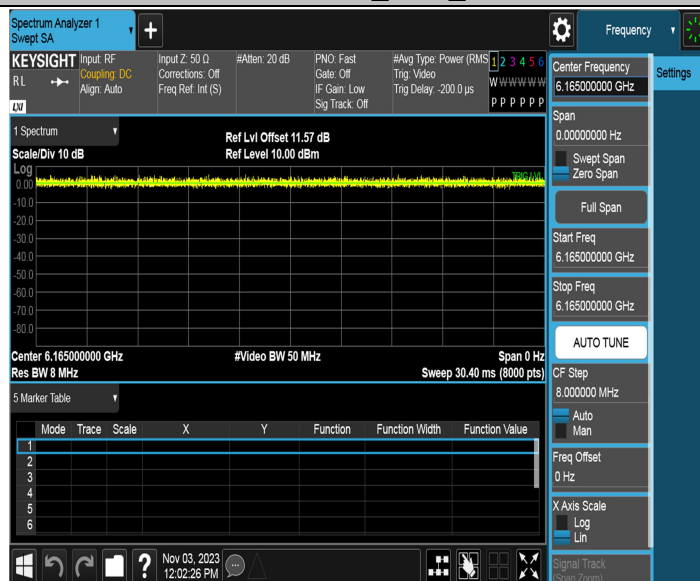 Spectrum Analyzer 1
Swept SA
+
Frequency
KEYSIGHT
RL
LXI
Input: RF
Coupling: DC
Align: Auto
Input Z: 50 Ω
Corrections: Off
Freq Ref: Int (S)
#Atten: 20 dB
PNO: Fast
Gate: Off
IF Gain: Low
Sig Track: Off
#Avg Type: Power (RMS
Trig: Video
Trig Delay: -200.0 µs
1 2 3 4 5 6
W W W W W W
P P P P P P
Center Frequency
6.165000000 GHz
Settings
Span
0.00000000 Hz
Swept Span
Zero Span
Full Span
Start Freq
6.165000000 GHz
Stop Freq
6.165000000 GHz
AUTO TUNE
CF Step
8.000000 MHz
Auto
Man
Freq Offset
0 Hz
X Axis Scale
Log
Lin
Signal Track
(Span Zoom)
1 Spectrum
Scale/Div 10 dB
Ref Lvl Offset 11.57 dB
Ref Level 10.00 dBm
Log
TRIG LVL
0.00
-10.0
-20.0
-30.0
-40.0
-50.0
-60.0
-70.0
-80.0
Center 6.165000000 GHz
#Video BW 50 MHz
Span 0 Hz
Res BW 8 MHz
Sweep 30.40 ms (8000 pts)
5 Marker Table
Mode Trace Scale X Y Function Function Width Function Value
1
2
3
4
5
6
?
Nov 03, 2023
12:02:26 PM